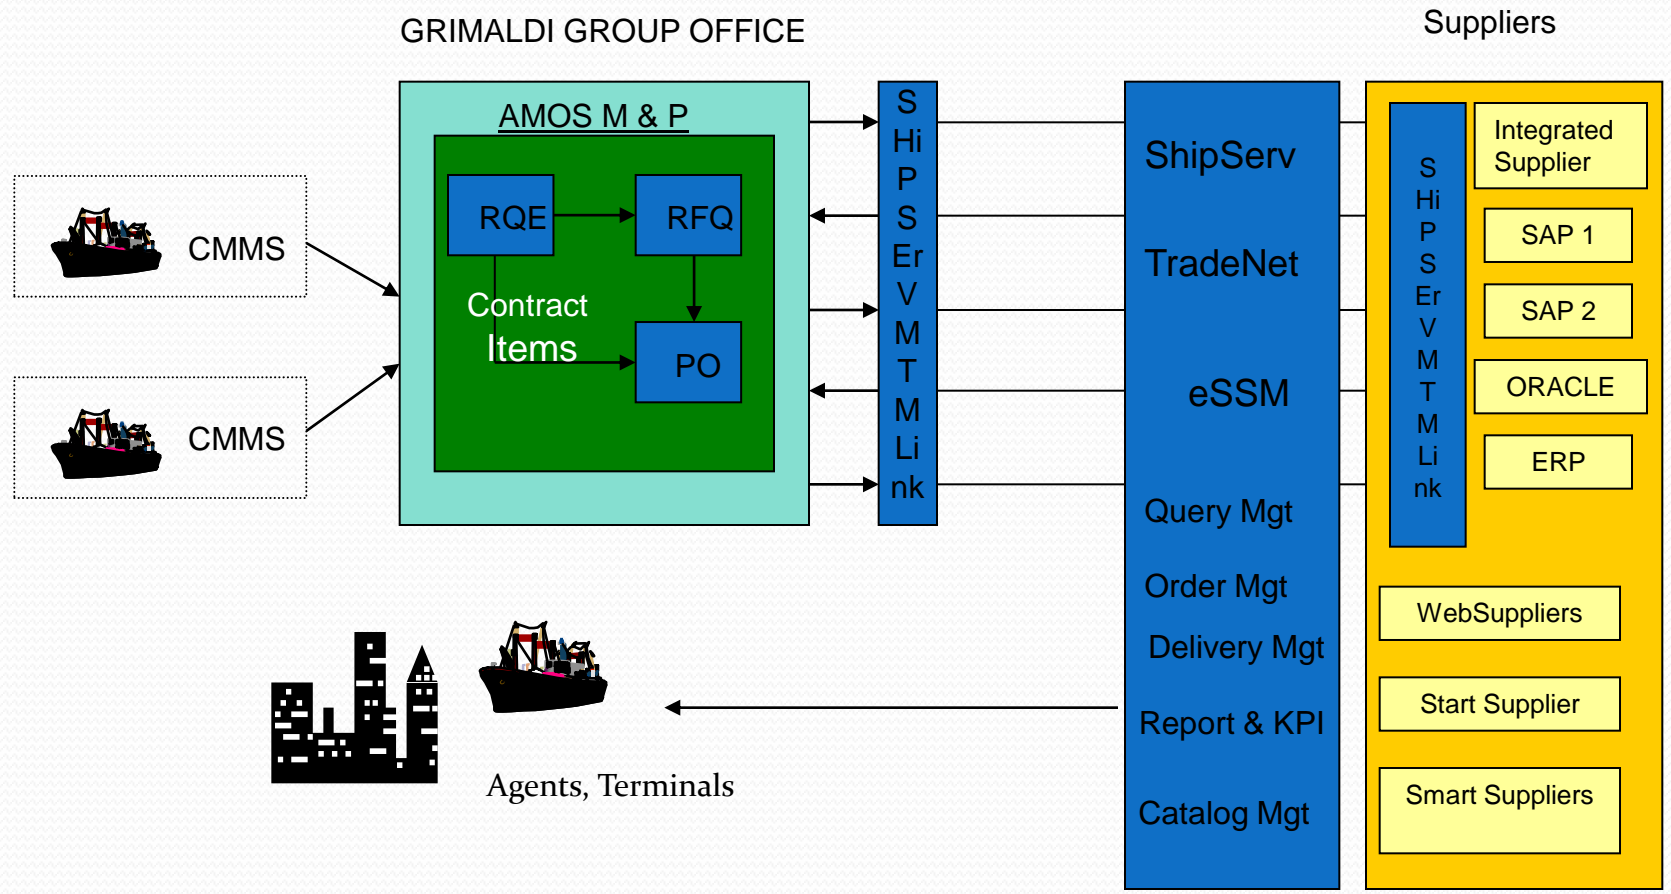 GRIMALDI GROUP OFFICE
Suppliers
AMOS M & P
RQE
RFQ
Contract
Items
PO
CMMS
CMMS
S
Hi
P
S
Er
V
M
T
M
Li
nk
ShipServ
TradeNet
eSSM
Query Mgt
Order Mgt
Delivery Mgt
Report & KPI
Catalog Mgt
S
Hi
P
S
Er
V
M
T
M
Li
nk
Integrated
Supplier
SAP 1
SAP 2
ORACLE
ERP
WebSuppliers
Start Supplier
Smart Suppliers
Agents, Terminals